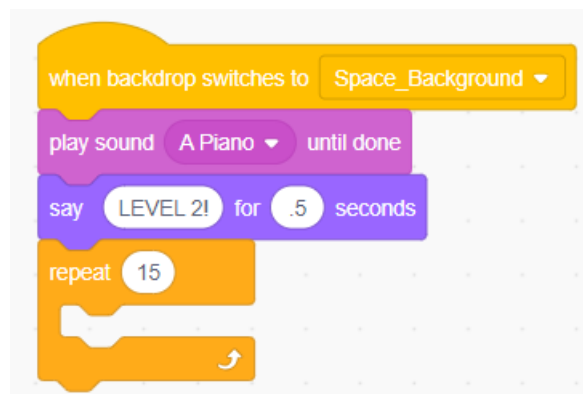 when backdrop switches to Space_Background
play sound A Piano until done
say LEVEL 2! for .5 seconds
repeat 15